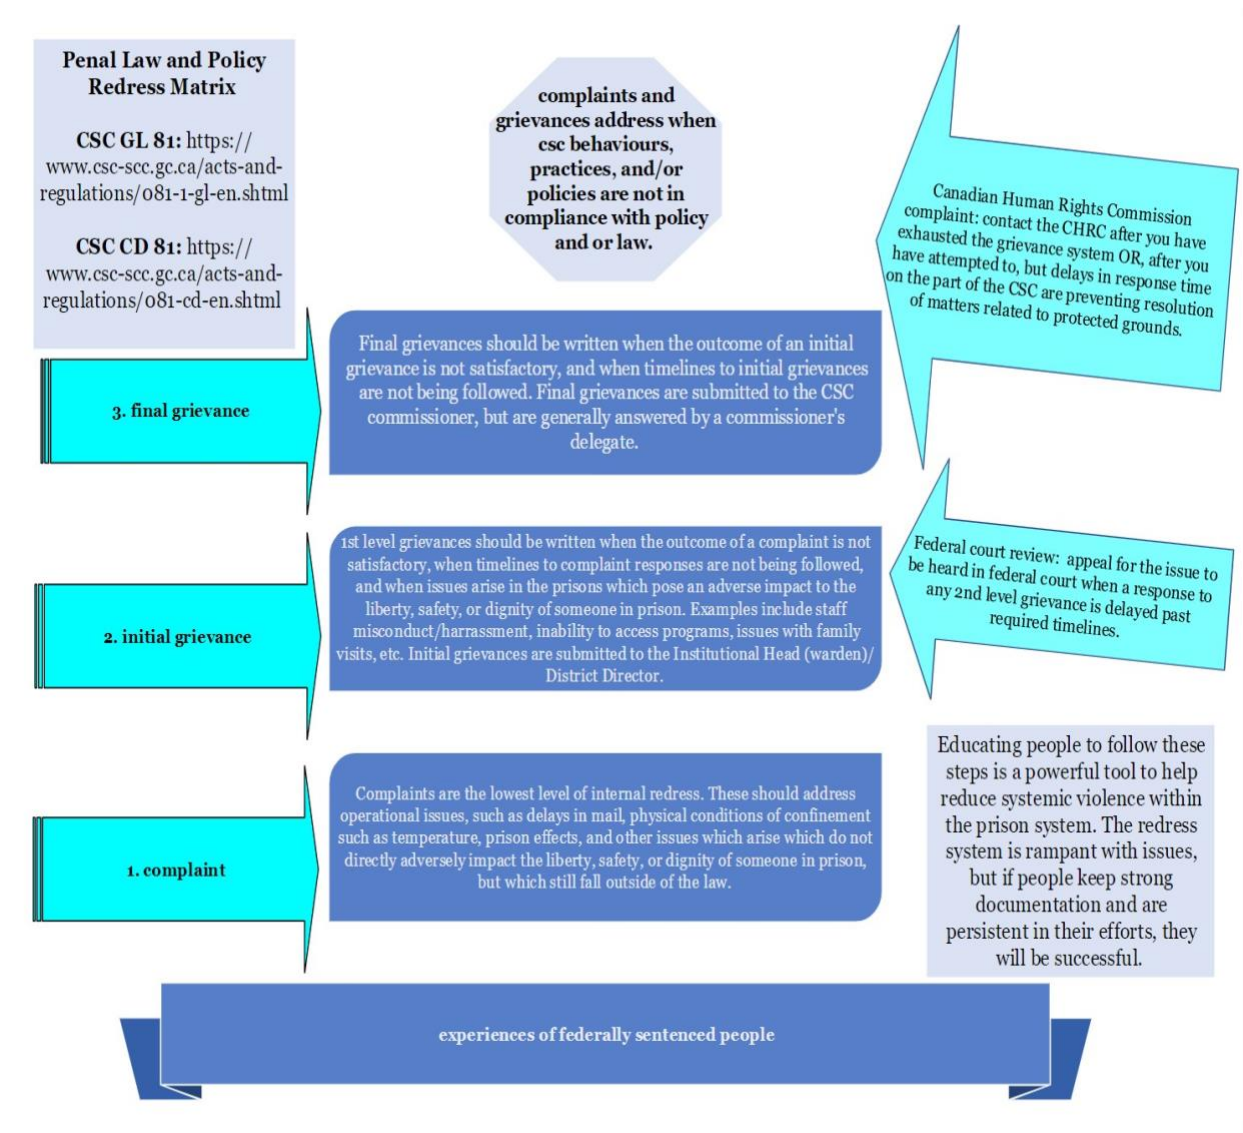 Penal Law and Policy
Redress Matrix
CSC GL 81: https://
www.csc-scc.gc.ca/acts-and-
regulations/081-1-gl-en.shtml
CSC CD 81: https://
www.csc-scc.gc.ca/acts-and-
regulations/081-cd-en.shtml
complaints and
grievances address when
csc behaviours,
practices, and/or
policies are not in
compliance with policy
and or law.
Canadian Human Rights Commission
complaint: contact the CHRC after you have
exhausted the grievance system OR, after you
have attempted to, but delays in response time
on the part of the CSC are preventing resolution
of matters related to protected grounds.
3. final grievance
Final grievances should be written when the outcome of an initial
grievance is not satisfactory, and when timelines to initial grievances
are not being followed. Final grievances are submitted to the CSC
commissioner, but are generally answered by a commissioner's
delegate.
2. initial grievance
1st level grievances should be written when the outcome of a complaint is not
satisfactory, when timelines to complaint responses are not being followed,
and when issues arise in the prisons which pose an adverse impact to the
liberty, safety, or dignity of someone in prison. Examples include staff
misconduct/harrassment, inability to access programs, issues with family
visits, etc. Initial grievances are submitted to the Institutional Head (warden)/
District Director.
Federal court review: appeal for the issue to
be heard in federal court when a response to
any 2nd level grievance is delayed past
required timelines.
1. complaint
Complaints are the lowest level of internal redress. These should address
operational issues, such as delays in mail, physical conditions of confinement
such as temperature, prison effects, and other issues which arise which do not
directly adversely impact the liberty, safety, or dignity of someone in prison,
but which still fall outside of the law.
Educating people to follow these
steps is a powerful tool to help
reduce systemic violence within
the prison system. The redress
system is rampant with issues,
but if people keep strong
documentation and are
persistent in their efforts, they
will be successful.
experiences of federally sentenced people